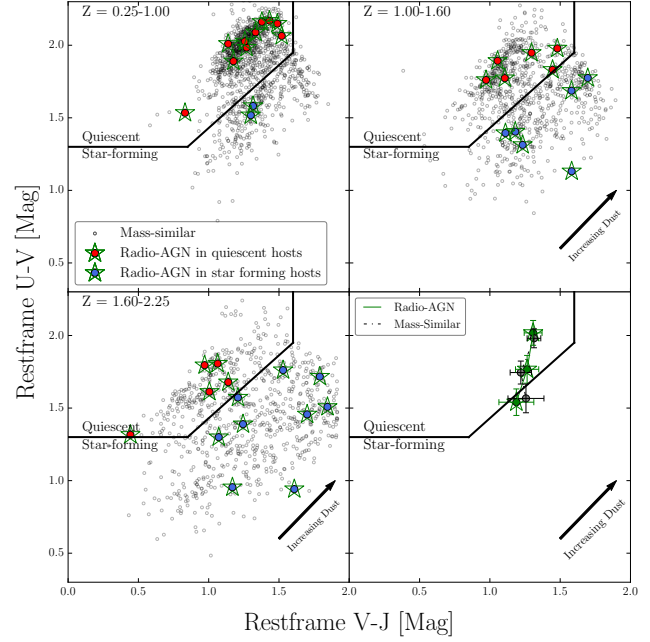 Z = 0.25-1.00
Z = 1.00-1.60
2.0
1.5
1.0
0.5
Quiescent
Star-forming
Quiescent
Star-forming
Mass-similar
Radio-AGN in quiescent hosts
Radio-AGN in star forming hosts
Increasing Dust
Restframe U-V [Mag]
Z = 1.60-2.25
Radio-AGN
Mass-Similar
2.0
1.5
1.0
0.5
Quiescent
Star-forming
Quiescent
Star-forming
Increasing Dust
Increasing Dust
0.0 0.5 1.0 1.5 2.0 0.5 1.0 1.5 2.0
Restframe V-J [Mag]